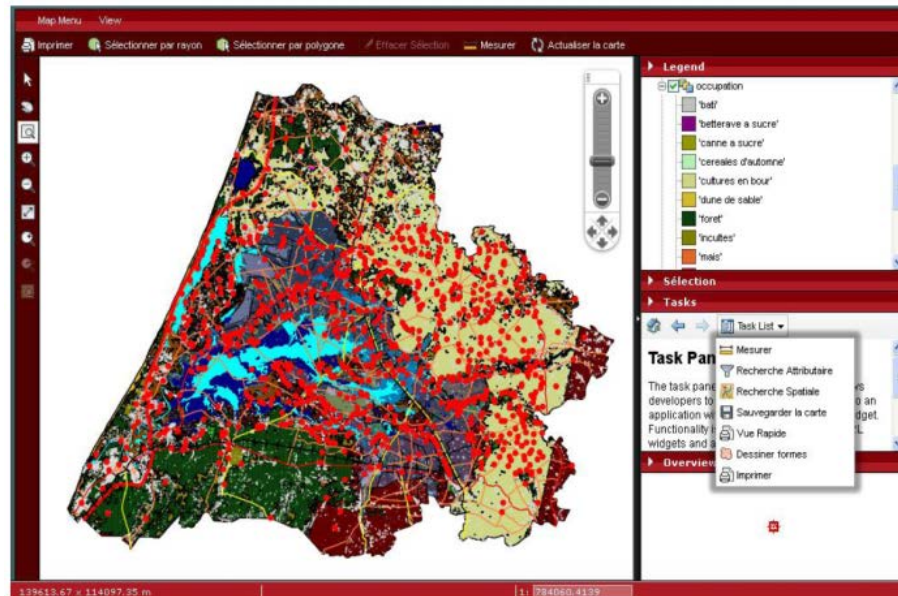 Map Menu View
Imprimer Sélectionner par rayon Sélectionner par polygone Effacer Sélection Mesurer Actualiser la carte
Legend
occupation
'bati'
'betterave a sucre'
'canne a sucre'
'cereales d'automne'
'cultures en bour'
'dune de sable'
'foret'
'incultes'
'mais'
Sélection
Tasks
Task List
Task Pan
The task pane
developers to
application wi
Functionality i
widgets and a
Mesurer
Recherche Attributaire
Recherche Spatiale
Sauvegarder la carte
Vue Rapide
Dessiner formes
Imprimer
Overview
139613.67 x 114097.35 m 1: 784060.4139